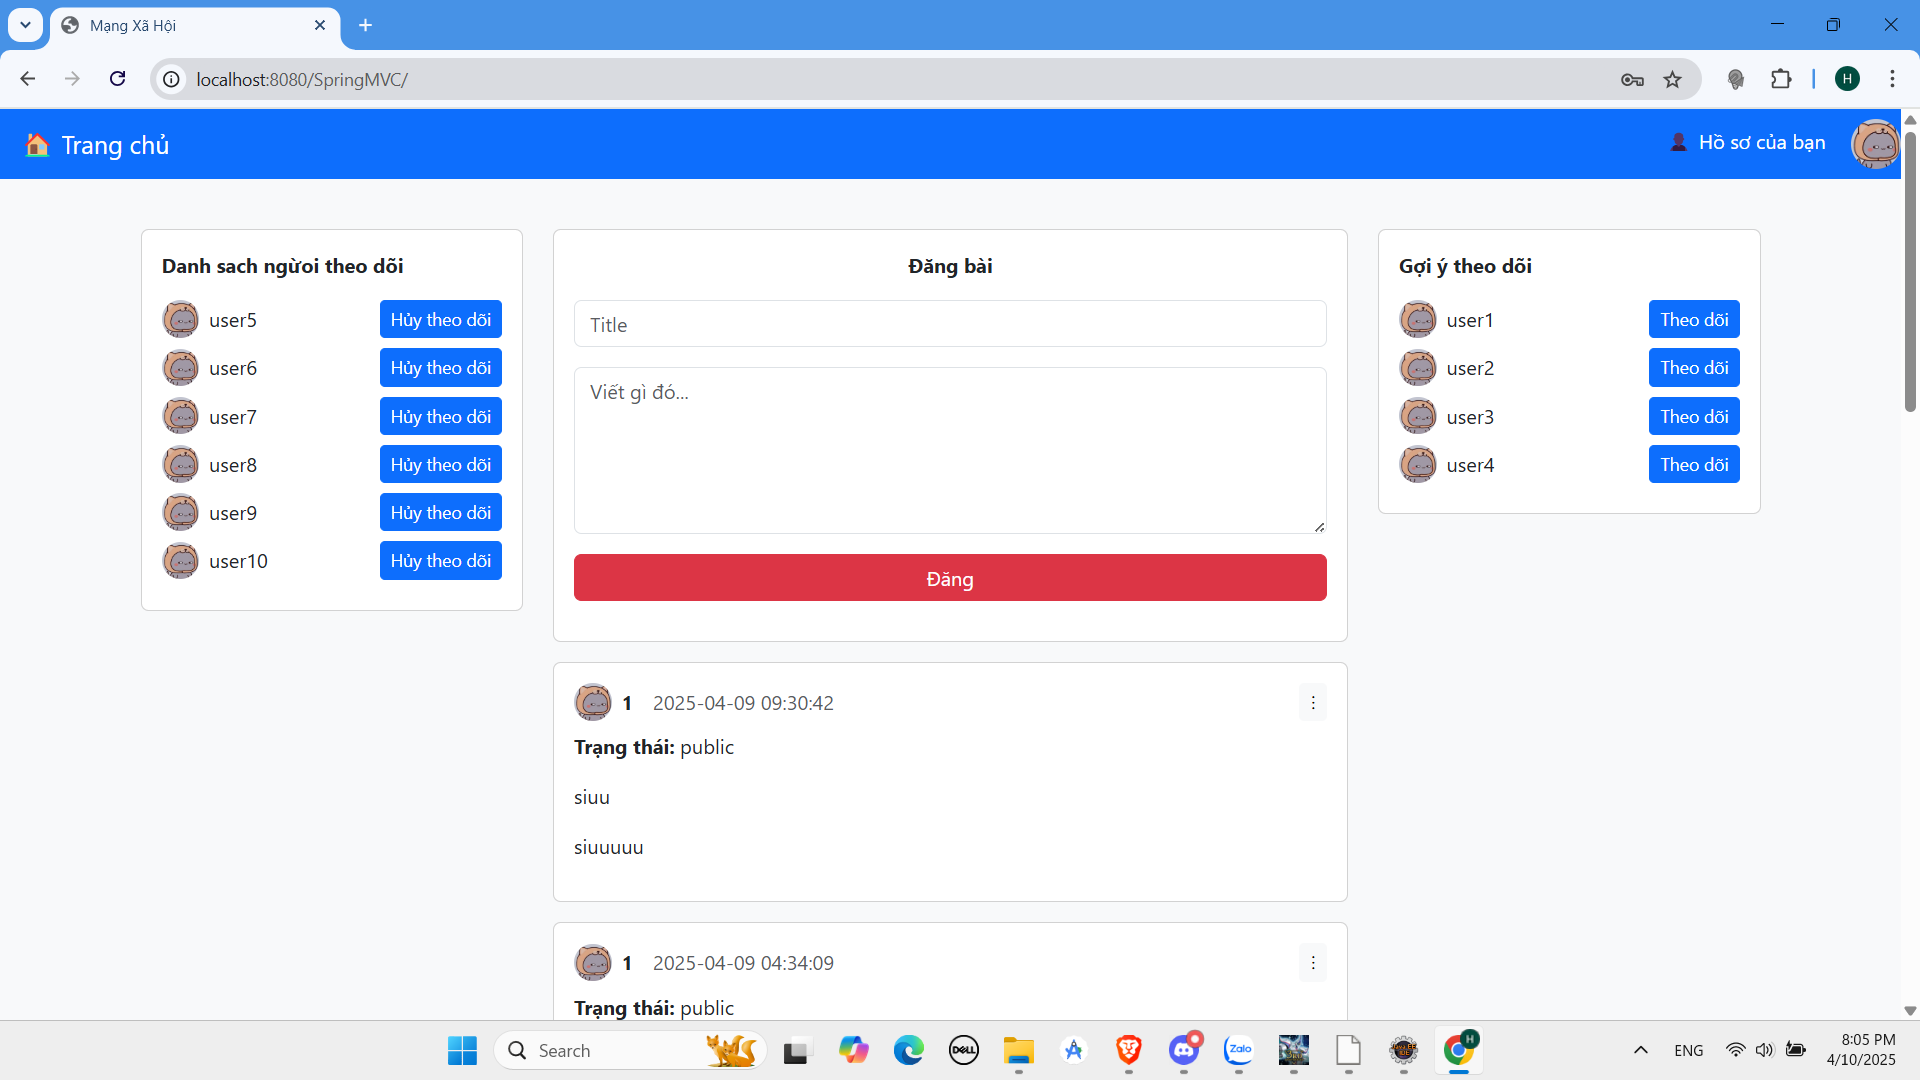 Mạng Xã Hội
localhost:8080/SpringMVC/
H
Trang chủ
Hồ sơ của bạn
Danh sach ngừoi theo dõi
user5
Hủy theo dõi
user6
Hủy theo dõi
user7
Hủy theo dõi
user8
Hủy theo dõi
user9
Hủy theo dõi
user10
Hủy theo dõi
Đăng bài
Title
Viết gì đó...
Đăng
1 2025-04-09 09:30:42
Trạng thái: public
siuu
siuuuuu
1 2025-04-09 04:34:09
Trạng thái: public
Gợi ý theo dõi
user1
Theo dõi
user2
Theo dõi
user3
Theo dõi
user4
Theo dõi
Search
DELL
Zalo
H
ENG
8:05 PM
4/10/2025